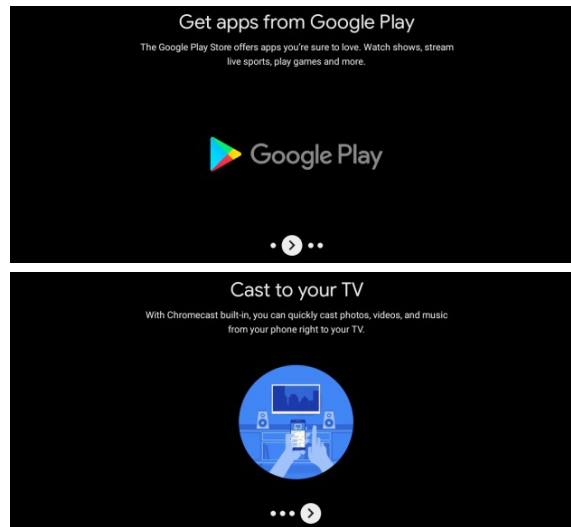 Get apps from Google Play
The Google Play Store offers apps you're sure to love. Watch shows, stream
live sports, play games and more.
Google Play
Cast to your TV
With Chromecast built-in, you can quickly cast photos, videos, and music
from your phone right to your TV.